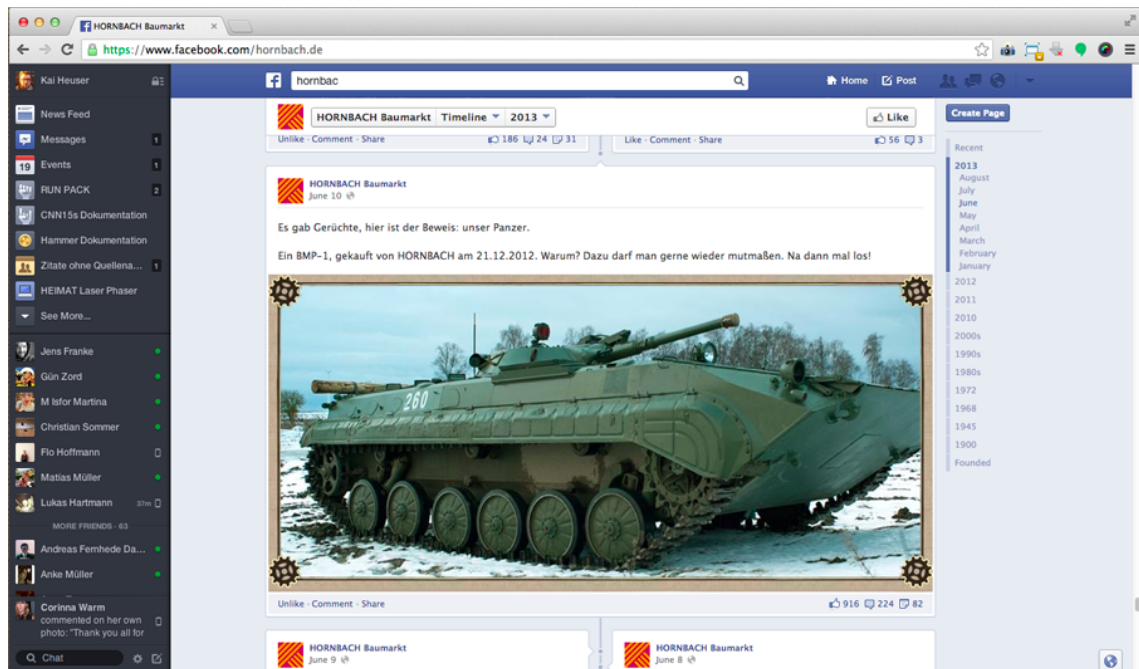 HORNBACH Baumarkt
https://www.facebook.com/hornbach.de
Kai Heuser
News Feed
Messages 1
19 Events 1
RUN PACK 2
CNN15s Dokumentation
Hammer Dokumentation
Zitate ohne Quellena... 1
HEIMAT Laser Phaser
See More...
Jens Franke
Gün Zord
M Isfor Martina
Christian Sommer
Flo Hoffmann
Matias Müller
Lukas Hartmann 37m
MORE FRIENDS · 63
Andreas Fernhede Da...
Anke Müller
Corinna Warm
commented on her own
photo: "Thank you all for
Chat
hornbac
Home Post
HORNBACH Baumarkt Timeline 2013 Like
Unlike · Comment · Share 186 24 31
Like · Comment · Share 56 3
HORNBACH Baumarkt
June 10
Es gab Gerüchte, hier ist der Beweis: unser Panzer.
Ein BMP-1, gekauft von HORNBACH am 21.12.2012. Warum? Dazu darf man gerne wieder mutmaßen. Na dann mal los!
260
Unlike · Comment · Share 916 224 82
HORNBACH Baumarkt
June 9
HORNBACH Baumarkt
June 8
Create Page
Recent
2013
August
July
June
May
April
March
February
January
2012
2011
2010
2000s
1990s
1980s
1972
1968
1945
1900
Founded